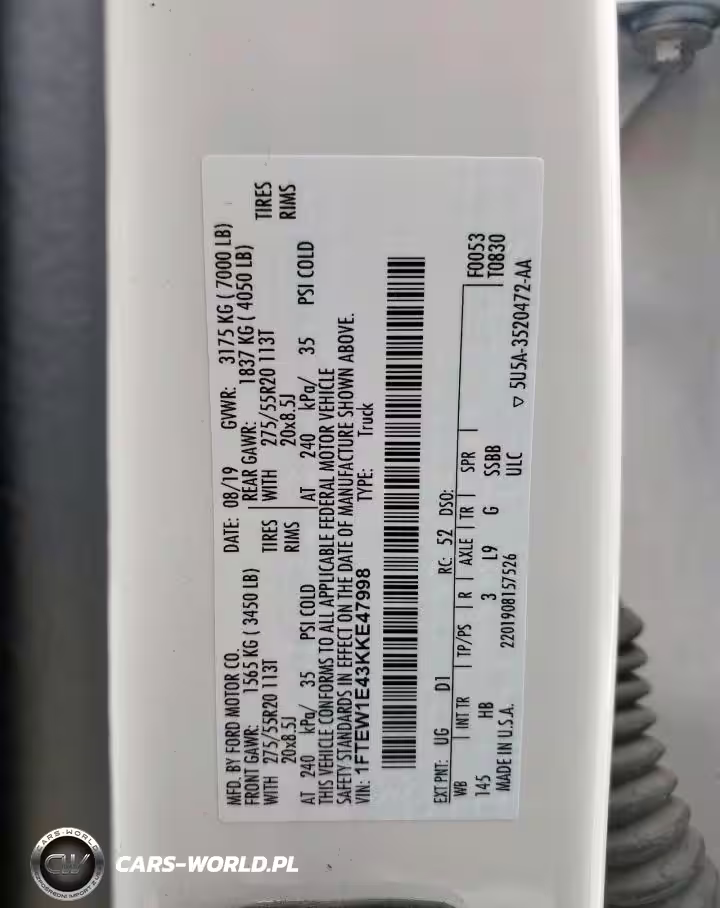 MFD. BY FORD MOTOR CO.
DATE: 08/19 GVWR: 3175 KG ( 7000 LB)
FRONT GAWR: 1565 KG ( 3450 LB)
REAR GAWR: 1837 KG ( 4050 LB)
WITH 275/55R20 113T TIRES
WITH 275/55R20 113T TIRES
20x8.5J RIMS
20x8.5J RIMS
AT 240 kPa/ 35 PSI COLD
AT 240 kPa/ 35 PSI COLD
THIS VEHICLE CONFORMS TO ALL APPLICABLE FEDERAL MOTOR VEHICLE
SAFETY STANDARDS IN EFFECT ON THE DATE OF MANUFACTURE SHOWN ABOVE.
VIN: 1FTEW1E43KKE47998 TYPE: Truck
F0053
T0830
EXT PNT: UG D1 RC: 52 DSO:
WB INT TR TP/PS R AXLE TR SPR
145 HB 3 L9 G SSBB
MADE IN U.S.A. 2201908157526 ULC
▽ 5U5A-3520472-AA
CARS-WORLD
CW
CARS-WORLD.PL